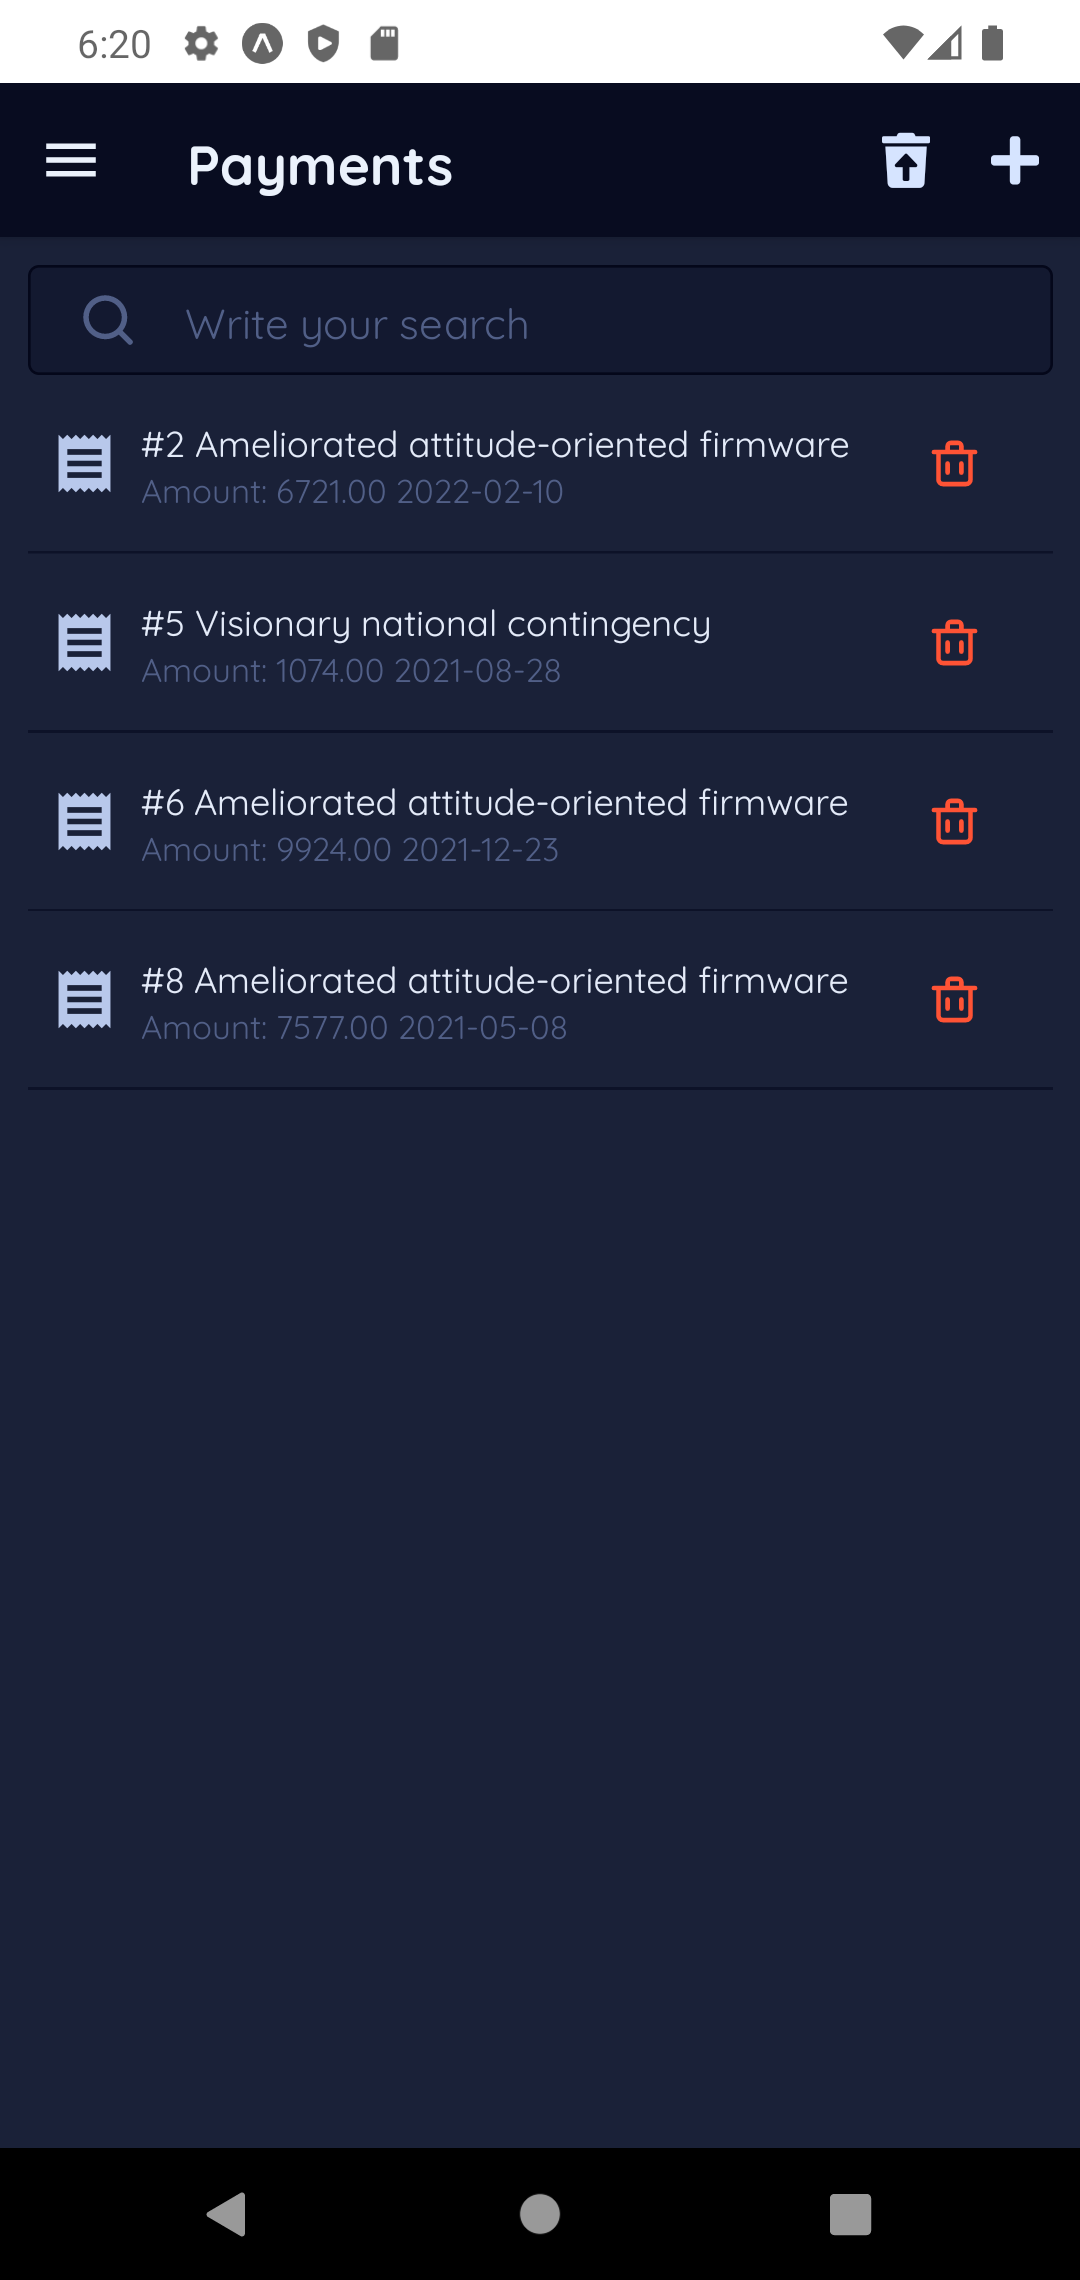 6:20
Payments
Write your search
#2 Ameliorated attitude-oriented firmware
Amount: 6721.00 2022-02-10
#5 Visionary national contingency
Amount: 1074.00 2021-08-28
#6 Ameliorated attitude-oriented firmware
Amount: 9924.00 2021-12-23
#8 Ameliorated attitude-oriented firmware
Amount: 7577.00 2021-05-08